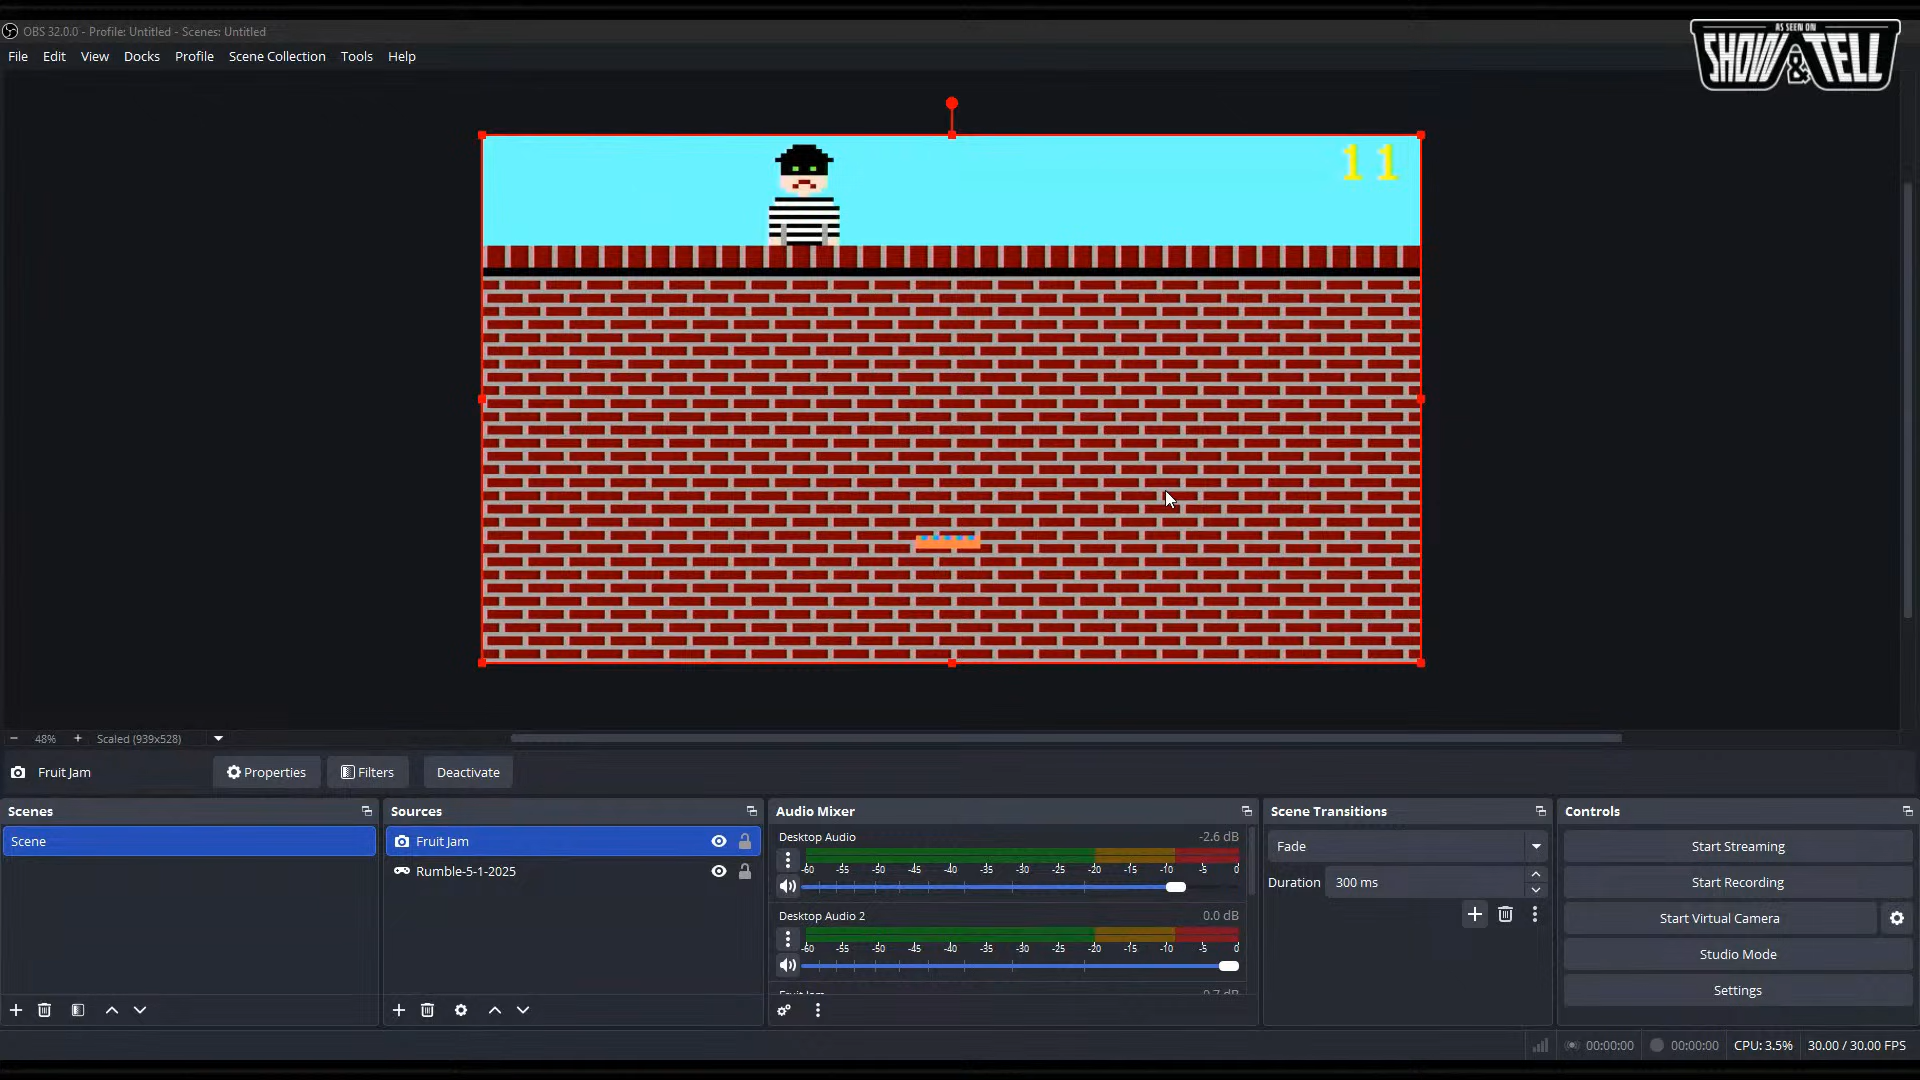 OBS 32.0.0 - Profile: Untitled - Scenes: Untitled
AS SEEN ON
SHOW & TELL
File Edit View Docks Profile Scene Collection Tools Help
11
48% Scaled (939x528)
Fruit Jam Properties Filters Deactivate
Scenes
Scene
Sources
Fruit Jam
Rumble-5-1-2025
Audio Mixer
Desktop Audio -2.6 dB
-60 -55 -50 -45 -40 -35 -30 -25 -20 -15 -10 -5 0
Desktop Audio 2 0.0 dB
-60 -55 -50 -45 -40 -35 -30 -25 -20 -15 -10 -5 0
Scene Transitions
Fade
Duration 300 ms
Controls
Start Streaming
Start Recording
Start Virtual Camera
Studio Mode
Settings
00:00:00 00:00:00 CPU: 3.5% 30.00 / 30.00 FPS